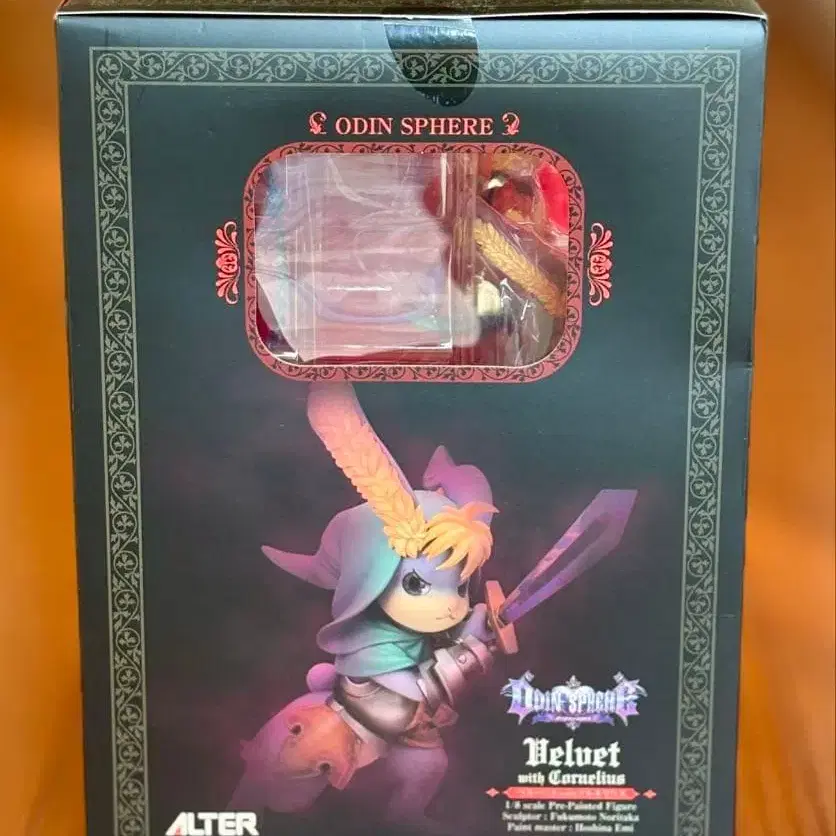 ODIN SPHERE
ODIN SPHERE
Velvet
with Cornelius
1/8 scale Pre-Painted Figure
Sculptor : Fukumoto Noritaka
Paint master : Hoshina Emi
ALTER